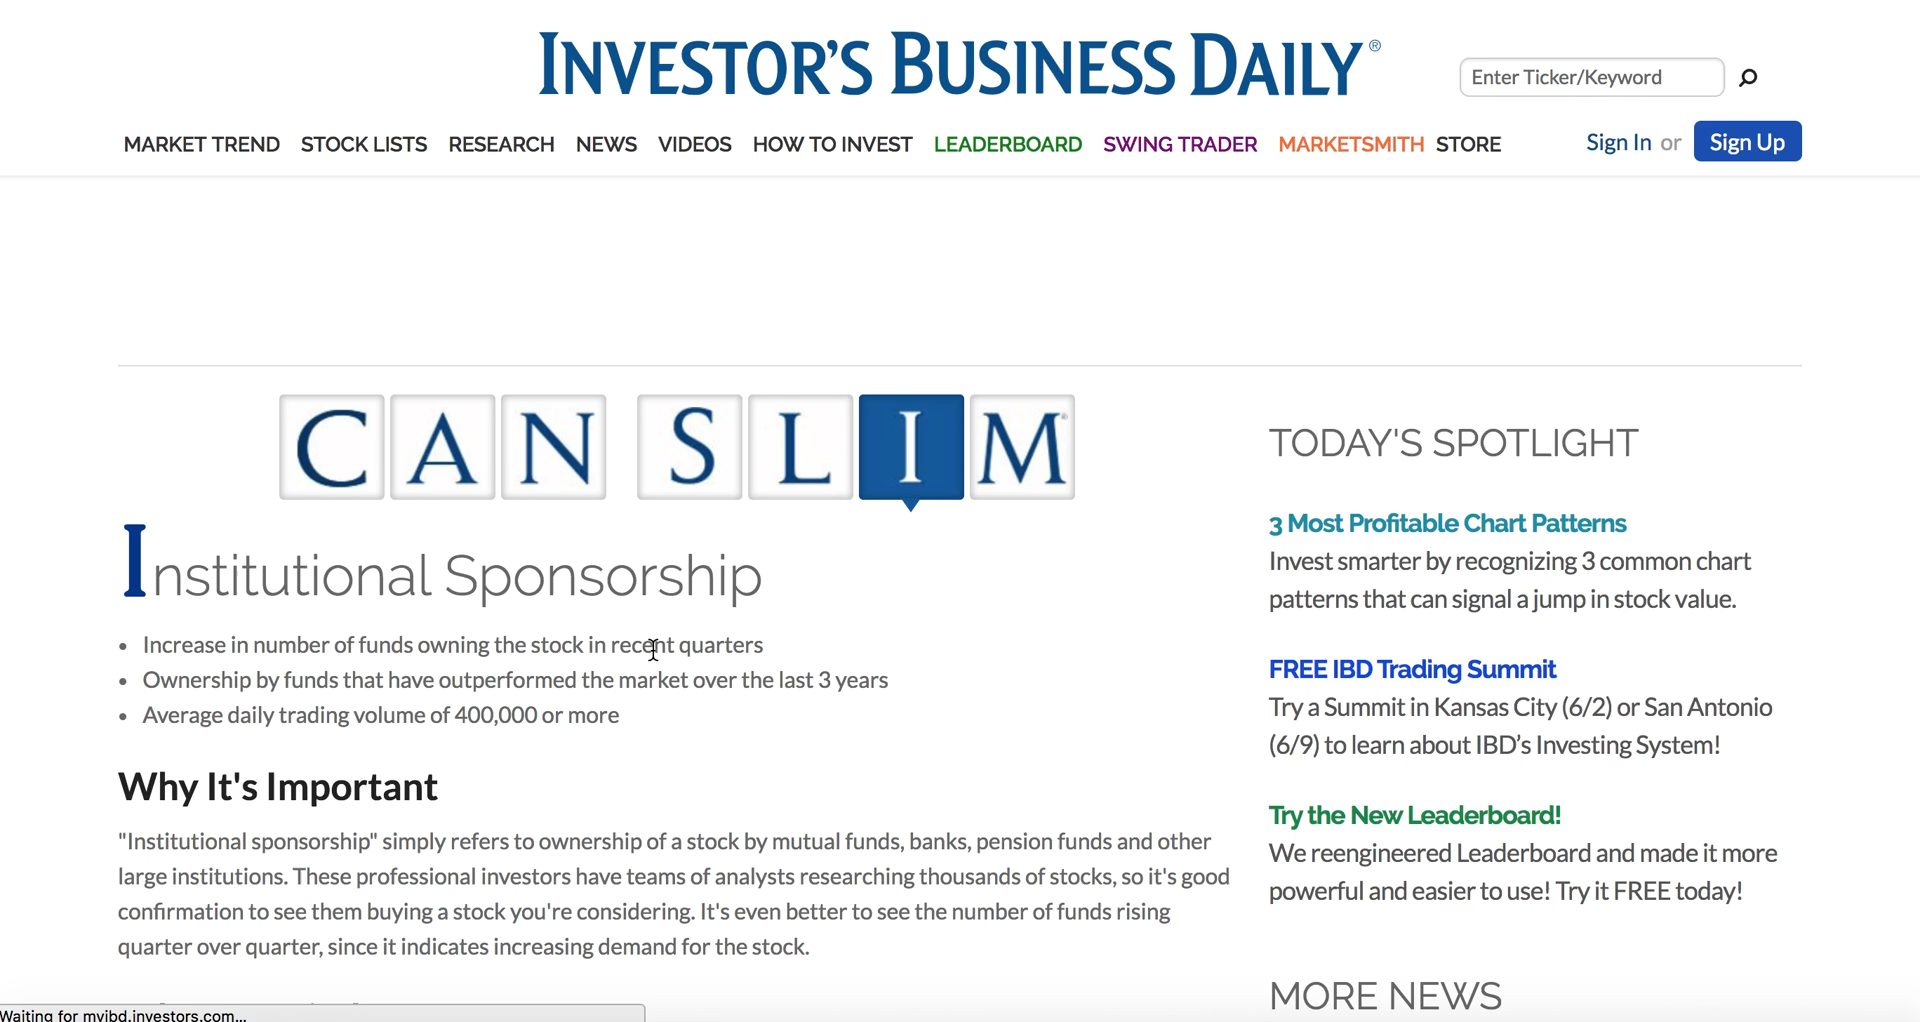 INVESTOR'S BUSINESS DAILY®
Enter Ticker/Keyword
MARKET TREND STOCK LISTS RESEARCH NEWS VIDEOS HOW TO INVEST LEADERBOARD SWING TRADER MARKETSMITH STORE
Sign In or Sign Up
CAN SLIM®
Institutional Sponsorship
• Increase in number of funds owning the stock in recent quarters
• Ownership by funds that have outperformed the market over the last 3 years
• Average daily trading volume of 400,000 or more
Why It's Important
"Institutional sponsorship" simply refers to ownership of a stock by mutual funds, banks, pension funds and other
large institutions. These professional investors have teams of analysts researching thousands of stocks, so it's good
confirmation to see them buying a stock you're considering. It's even better to see the number of funds rising
quarter over quarter, since it indicates increasing demand for the stock.
TODAY'S SPOTLIGHT
3 Most Profitable Chart Patterns
Invest smarter by recognizing 3 common chart
patterns that can signal a jump in stock value.
FREE IBD Trading Summit
Try a Summit in Kansas City (6/2) or San Antonio
(6/9) to learn about IBD’s Investing System!
Try the New Leaderboard!
We reengineered Leaderboard and made it more
powerful and easier to use! Try it FREE today!
MORE NEWS
Waiting for myibd.investors.com...